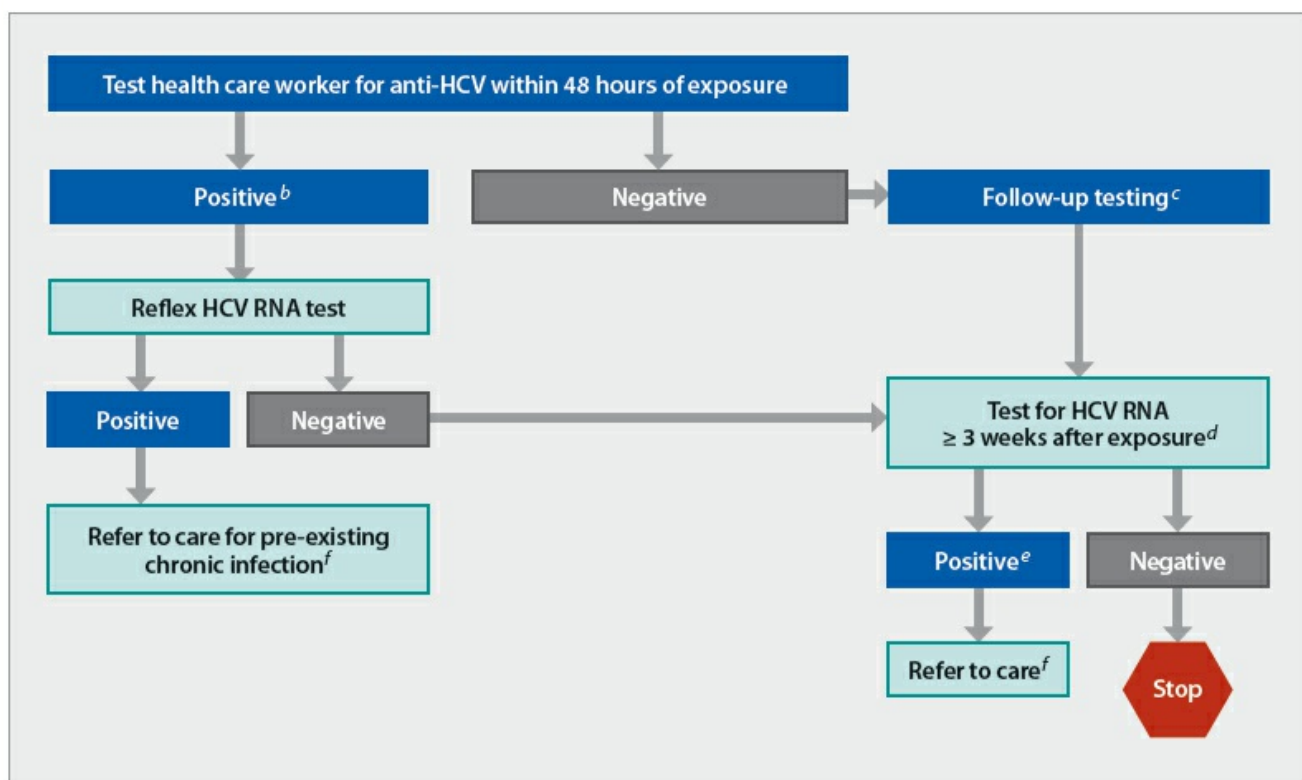 Test health care worker for anti-HCV within 48 hours of exposure
Positive b
Negative
Follow-up testing c
Reflex HCV RNA test
Positive
Negative
Test for HCV RNA
≥ 3 weeks after exposure d
Refer to care for pre-existing
chronic infection f
Positive e
Negative
Refer to care f
Stop